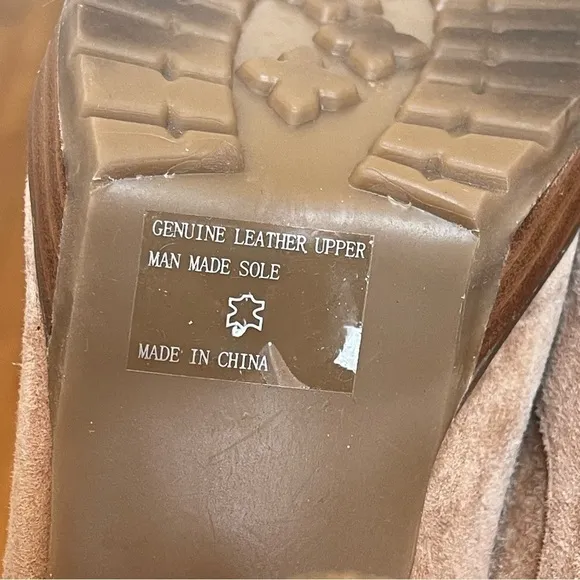 GENUINE LEATHER UPPER
MAN MADE SOLE
MADE IN CHINA